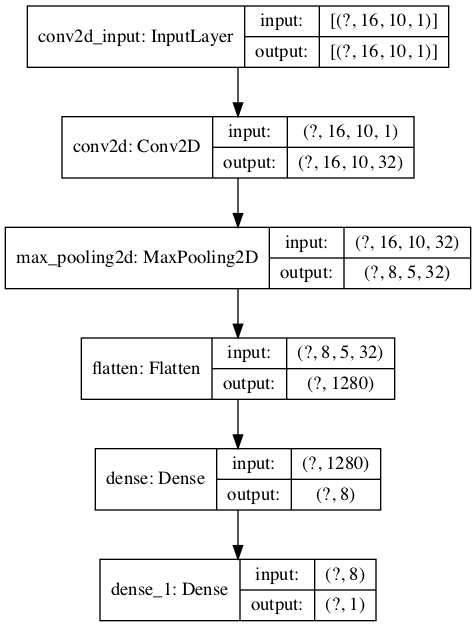 conv2d_input: InputLayer
input: [(?, 16, 10, 1)]
output: [(?, 16, 10, 1)]
conv2d: Conv2D
input: (?, 16, 10, 1)
output: (?, 16, 10, 32)
max_pooling2d: MaxPooling2D
input: (?, 16, 10, 32)
output: (?, 8, 5, 32)
flatten: Flatten
input: (?, 8, 5, 32)
output: (?, 1280)
dense: Dense
input: (?, 1280)
output: (?, 8)
dense_1: Dense
input: (?, 8)
output: (?, 1)